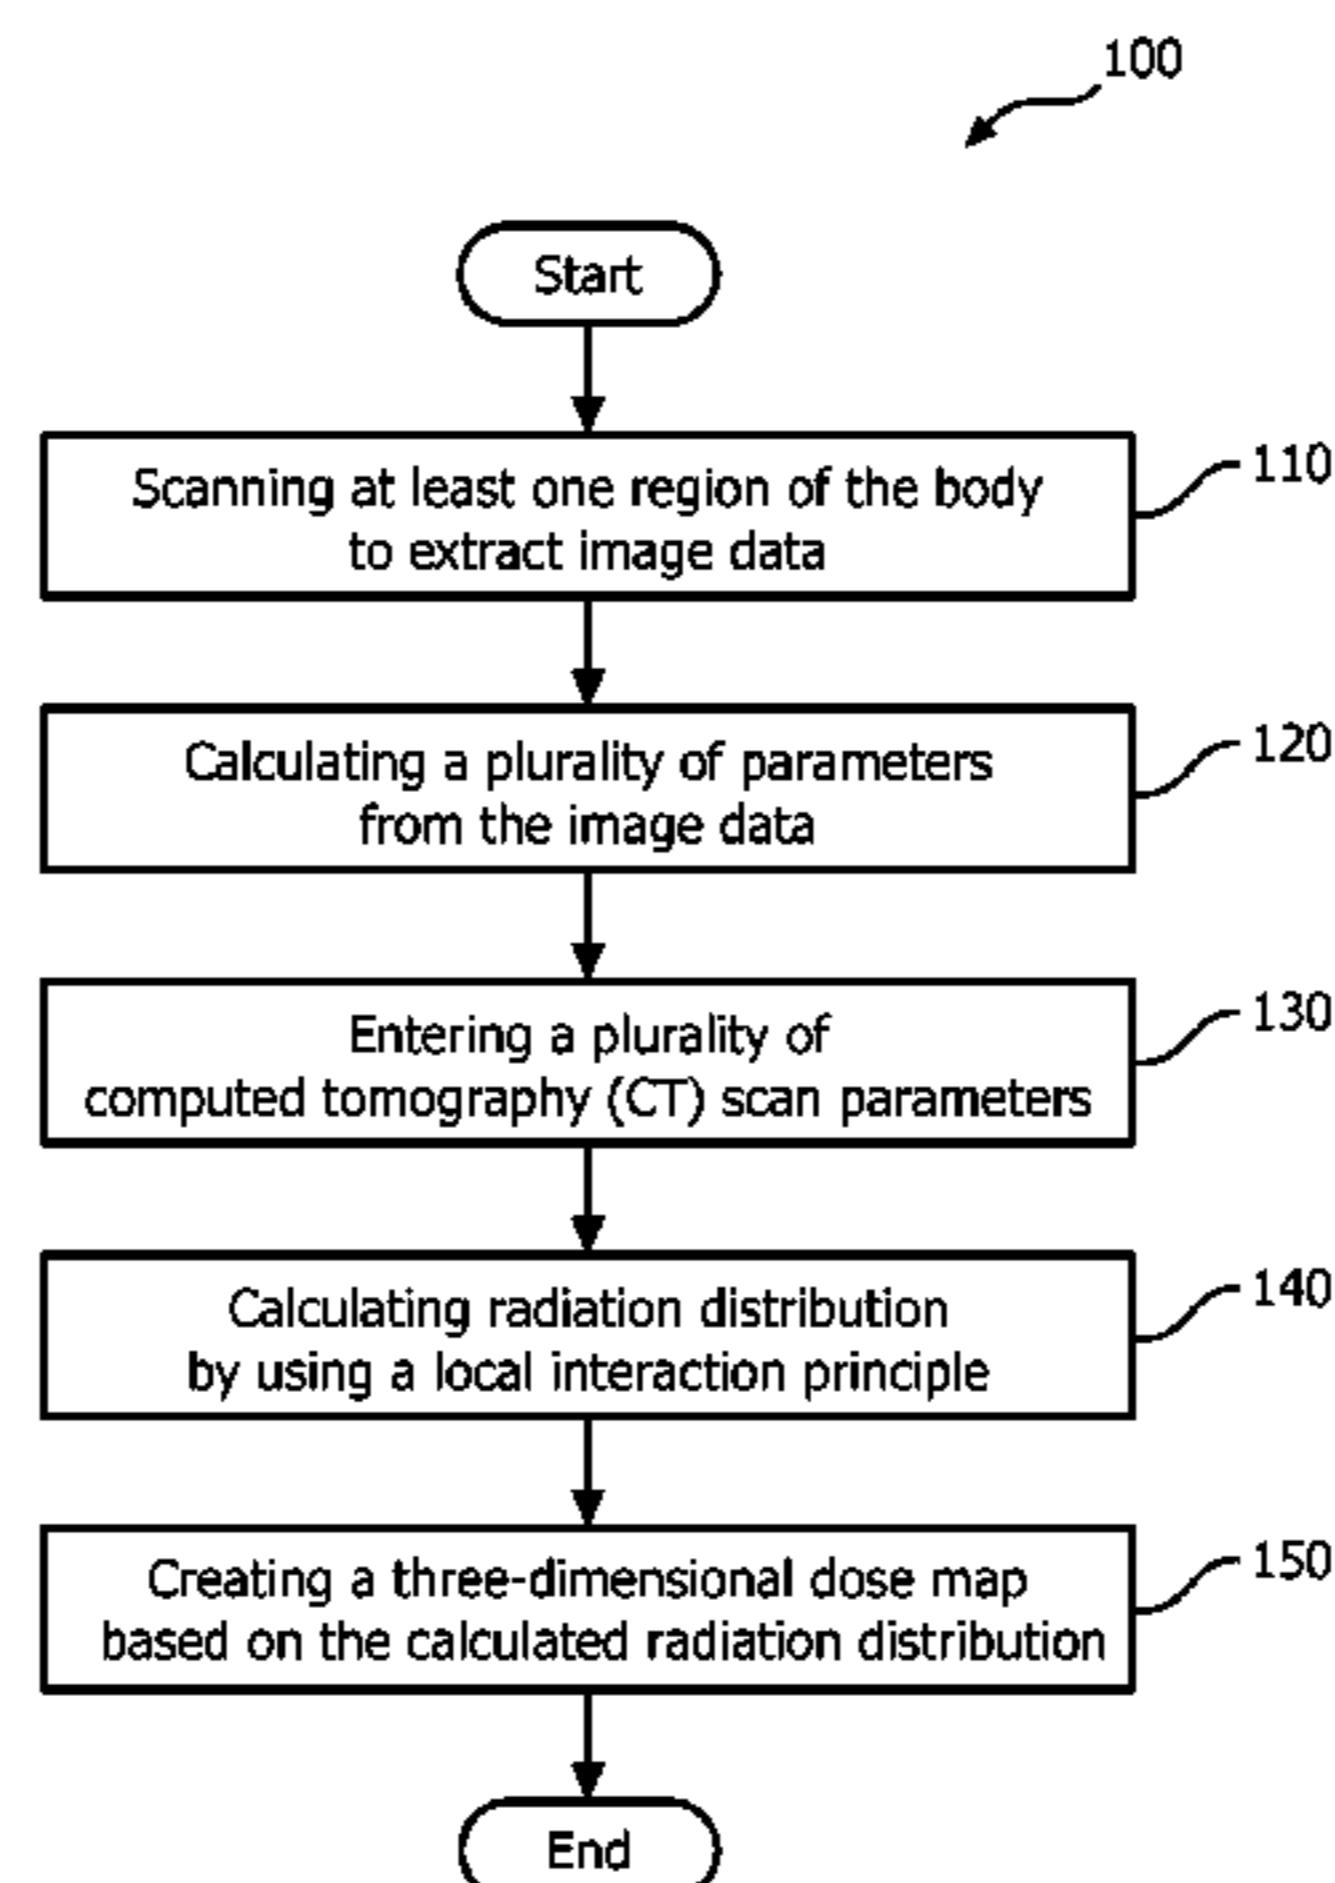 100
Start
Scanning at least one region of the body
to extract image data
110
Calculating a plurality of parameters
from the image data
120
Entering a plurality of
computed tomography (CT) scan parameters
130
Calculating radiation distribution
by using a local interaction principle
140
Creating a three-dimensional dose map
based on the calculated radiation distribution
150
End